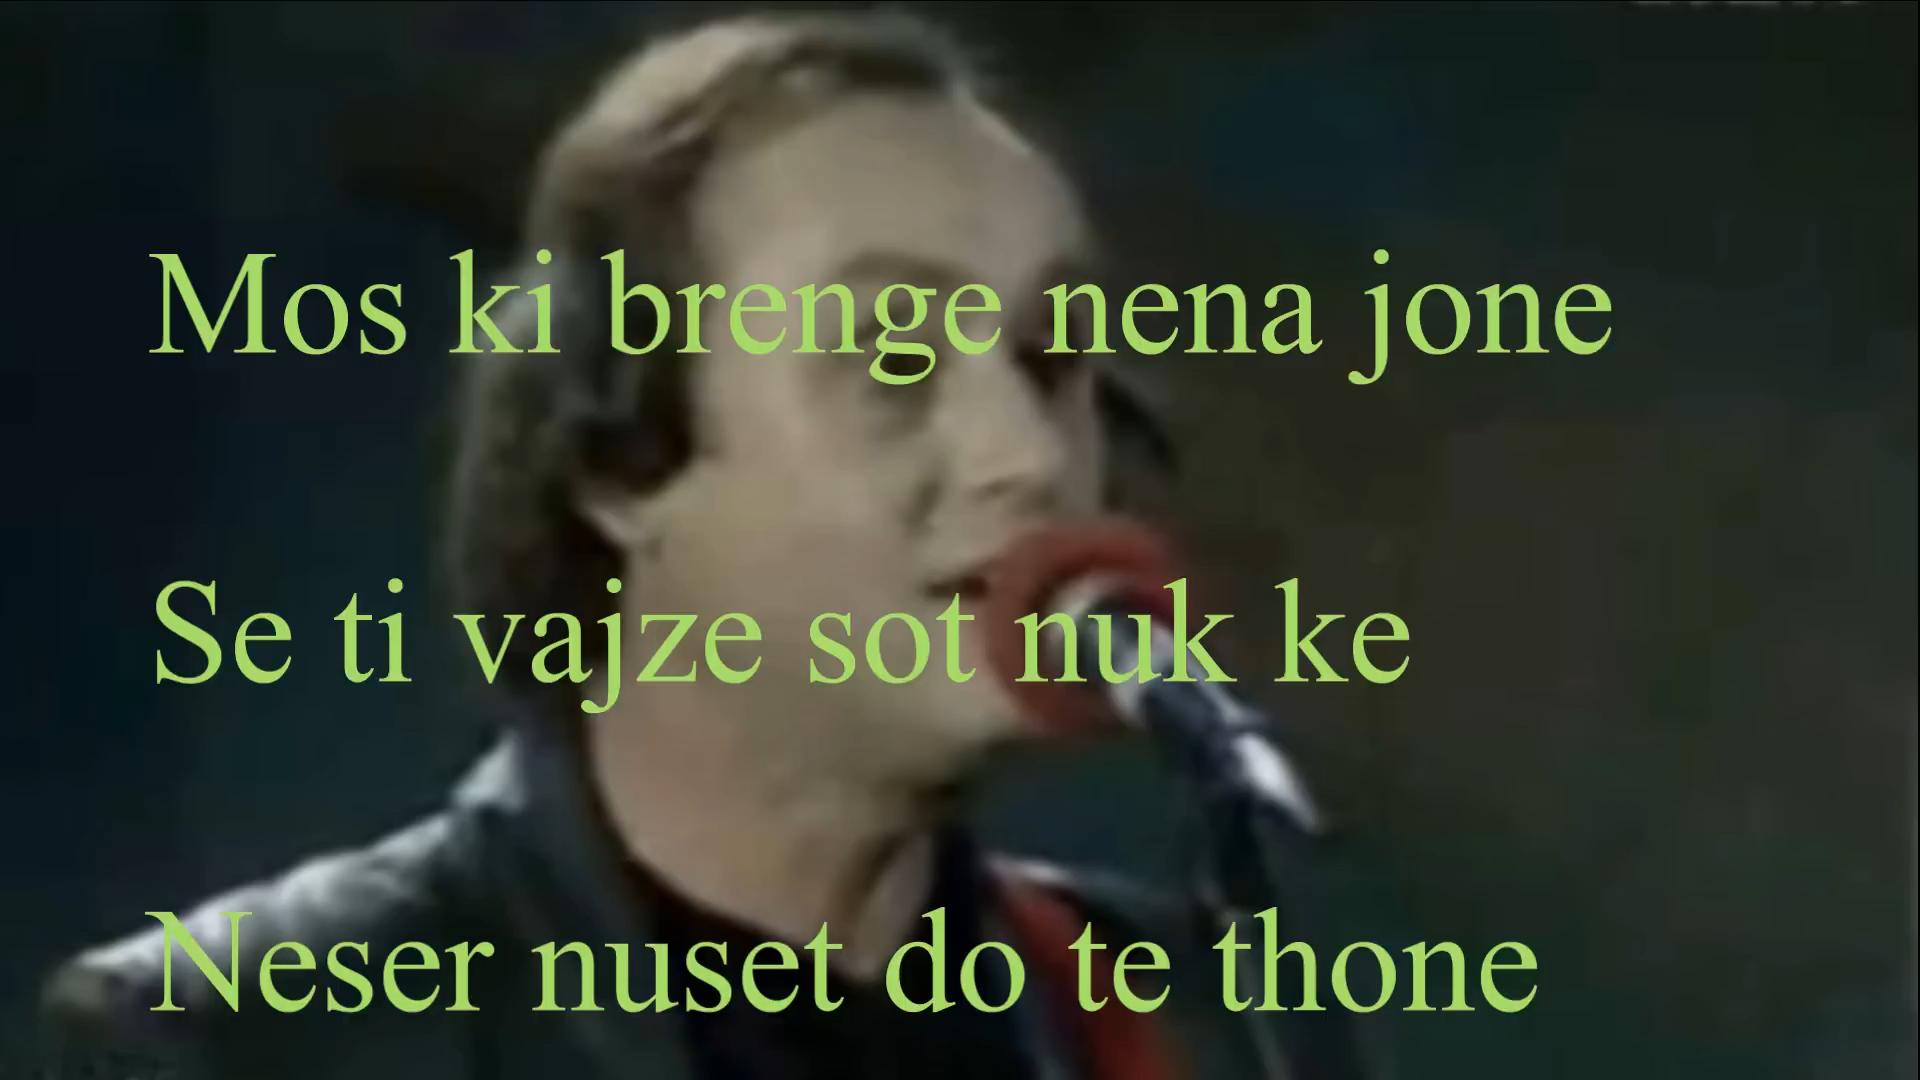 Mos ki brenge nena jone
Se ti vajze sot nuk ke
Neser nuset do te thone